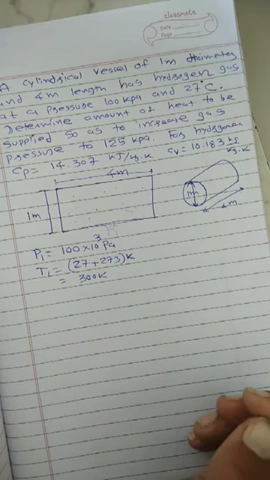 classmate
Date
Page
A cylindrical vessel of 1m diameter
and 4m length has hydrogen gas
at a pressure 100 kpa and 27°C.
Determine amount of heat to be
supplied so as to increase gas
pressure to 125 kpa for hydrogen
Cp = 14.307 KJ/kg.K
Cv = 10.183 KJ/kg.K
4m
1m
1m
4m
P1 = 100×10³ Pa
T1 = (27+273)K
= 300K